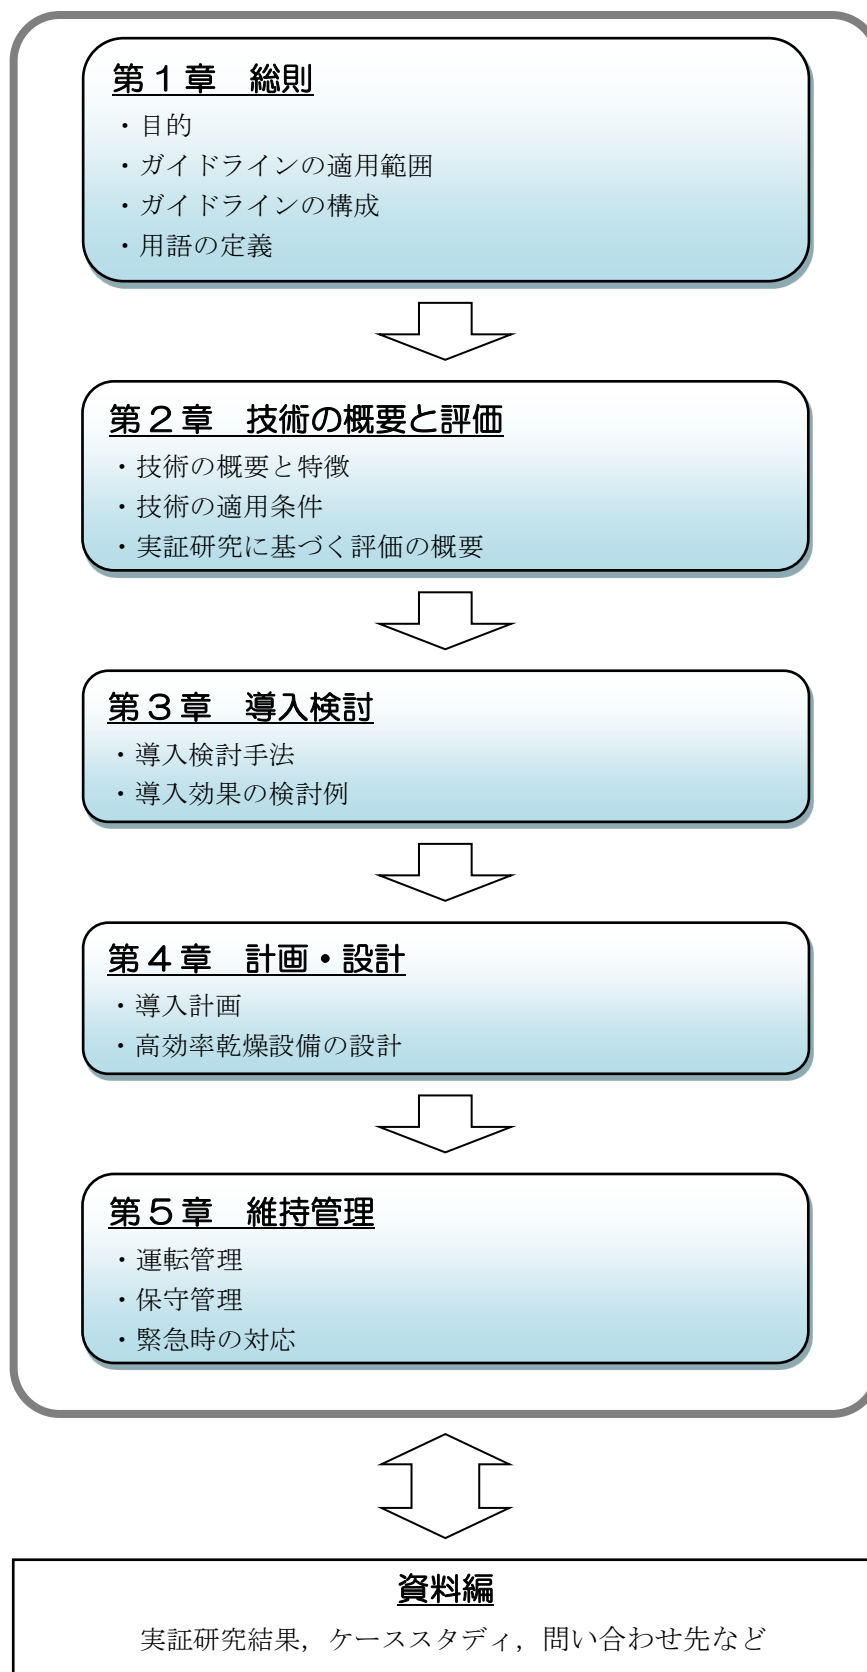 第1章　総則
・目的
・ガイドラインの適用範囲
・ガイドラインの構成
・用語の定義
第2章　技術の概要と評価
・技術の概要と特徴
・技術の適用条件
・実証研究に基づく評価の概要
第3章　導入検討
・導入検討手法
・導入効果の検討例
第4章　計画・設計
・導入計画
・高効率乾燥設備の設計
第5章　維持管理
・運転管理
・保守管理
・緊急時の対応
資料編
実証研究結果，ケーススタディ，問い合わせ先など